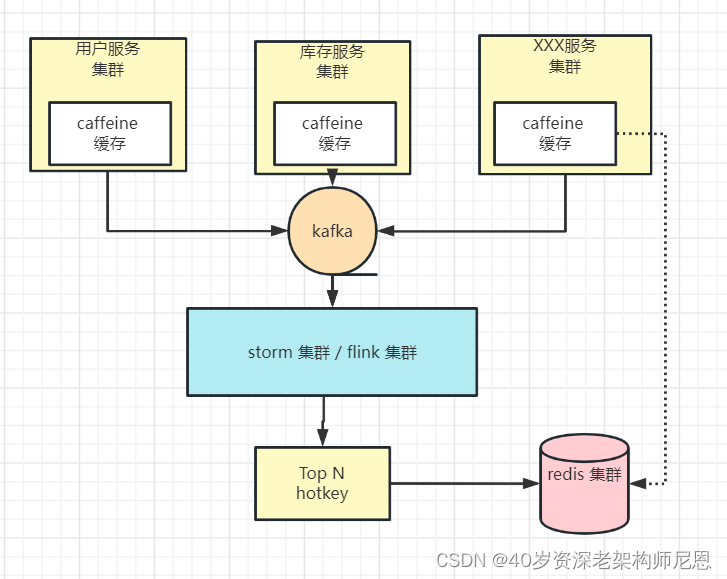 用户服务
集群
caffeine
缓存
库存服务
集群
caffeine
缓存
XXX服务
集群
caffeine
缓存
kafka
storm 集群 / flink 集群
Top N
hotkey
redis 集群
CSDN @40岁资深老架构师尼恩